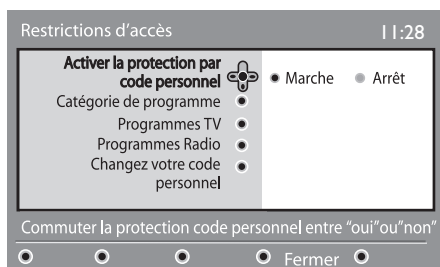 Restrictions d'accès 11:28
Activer la protection par
code personnel
Marche Arrêt
Catégorie de programme
Programmes TV
Programmes Radio
Changez votre code
personnel
Commuter la protection code personnel entre “oui”ou“non”
Fermer